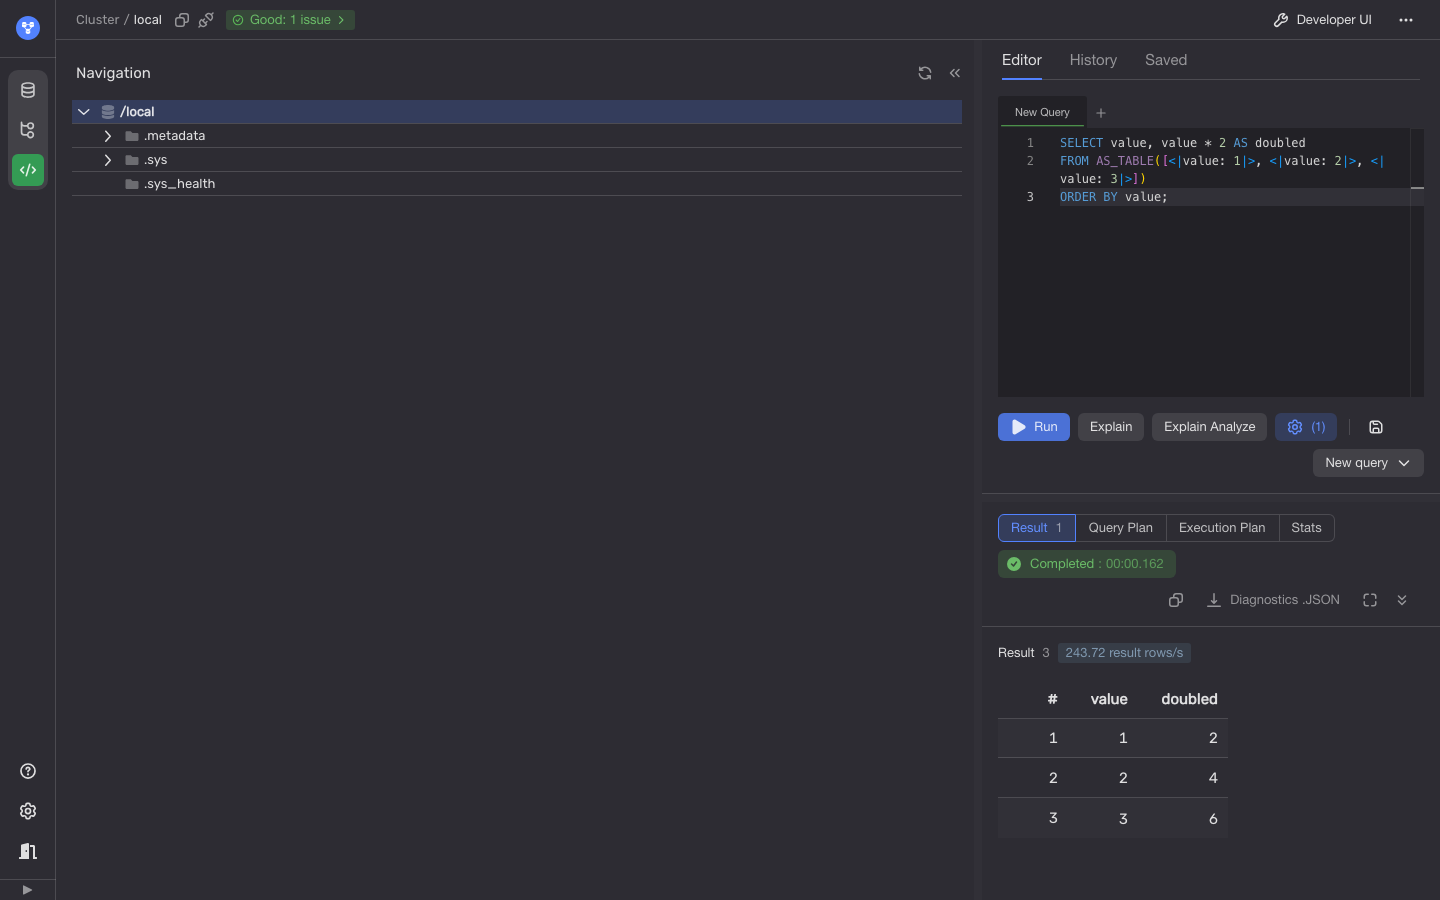 Cluster / local
Good: 1 issue
Developer UI
Navigation
/local
.metadata
.sys
.sys_health
Editor
History
Saved
New Query
1 SELECT value, value * 2 AS doubled
2 FROM AS_TABLE([<|value: 1|>, <|value: 2|>, <|
value: 3|>])
3 ORDER BY value;
Run
Explain
Explain Analyze
(1)
New query
Result 1
Query Plan
Execution Plan
Stats
Completed : 00:00.162
Diagnostics .JSON
Result 3 243.72 result rows/s
# value doubled
1 1 2
2 2 4
3 3 6